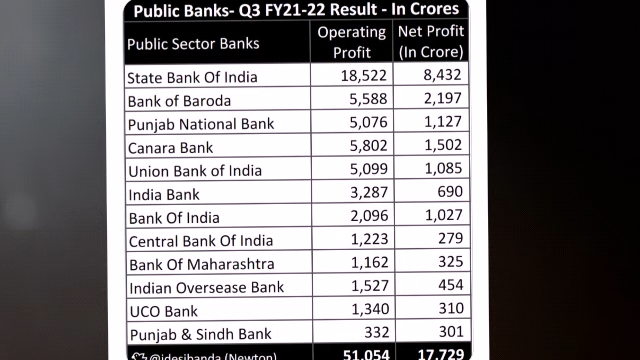 Public Banks- Q3 FY21-22 Result - In Crores
Public Sector Banks Operating Profit Net Profit (In Crore)
State Bank Of India 18,522 8,432
Bank of Baroda 5,588 2,197
Punjab National Bank 5,076 1,127
Canara Bank 5,802 1,502
Union Bank of India 5,099 1,085
India Bank 3,287 690
Bank Of India 2,096 1,027
Central Bank Of India 1,223 279
Bank Of Maharashtra 1,162 325
Indian Oversease Bank 1,527 454
UCO Bank 1,340 310
Punjab & Sindh Bank 332 301
@idesibanda (Newton) 51,054 17,729